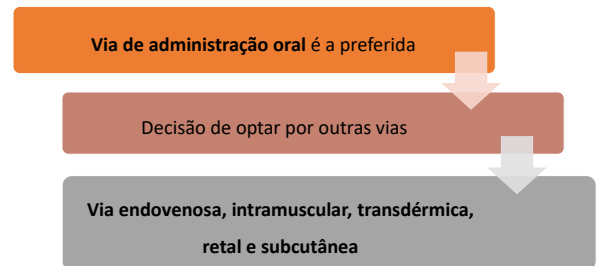 Via de administração oral é a preferida
Decisão de optar por outras vias
Via endovenosa, intramuscular, transdérmica,
retal e subcutânea